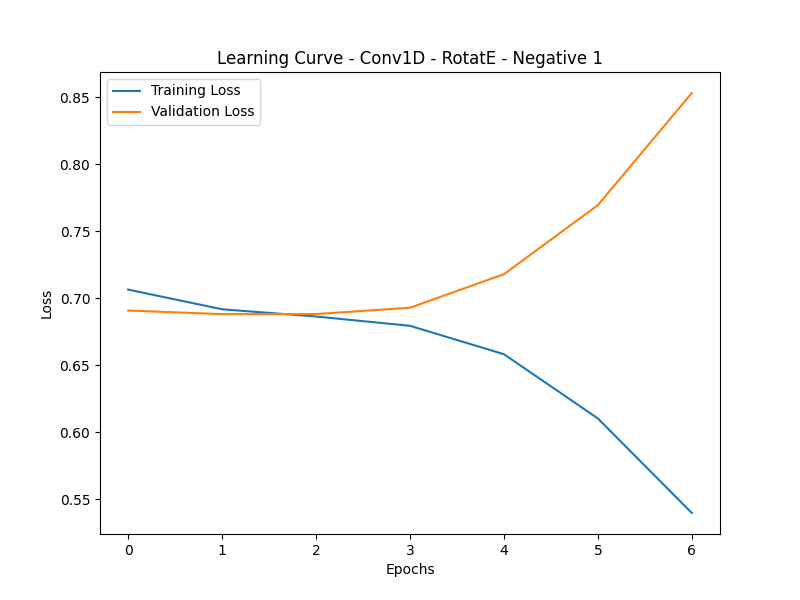 Learning Curve - Conv1D - RotatE - Negative 1
Training Loss
Validation Loss
0.85
0.80
0.75
0.70
0.65
0.60
0.55
Loss
0 1 2 3 4 5 6
Epochs